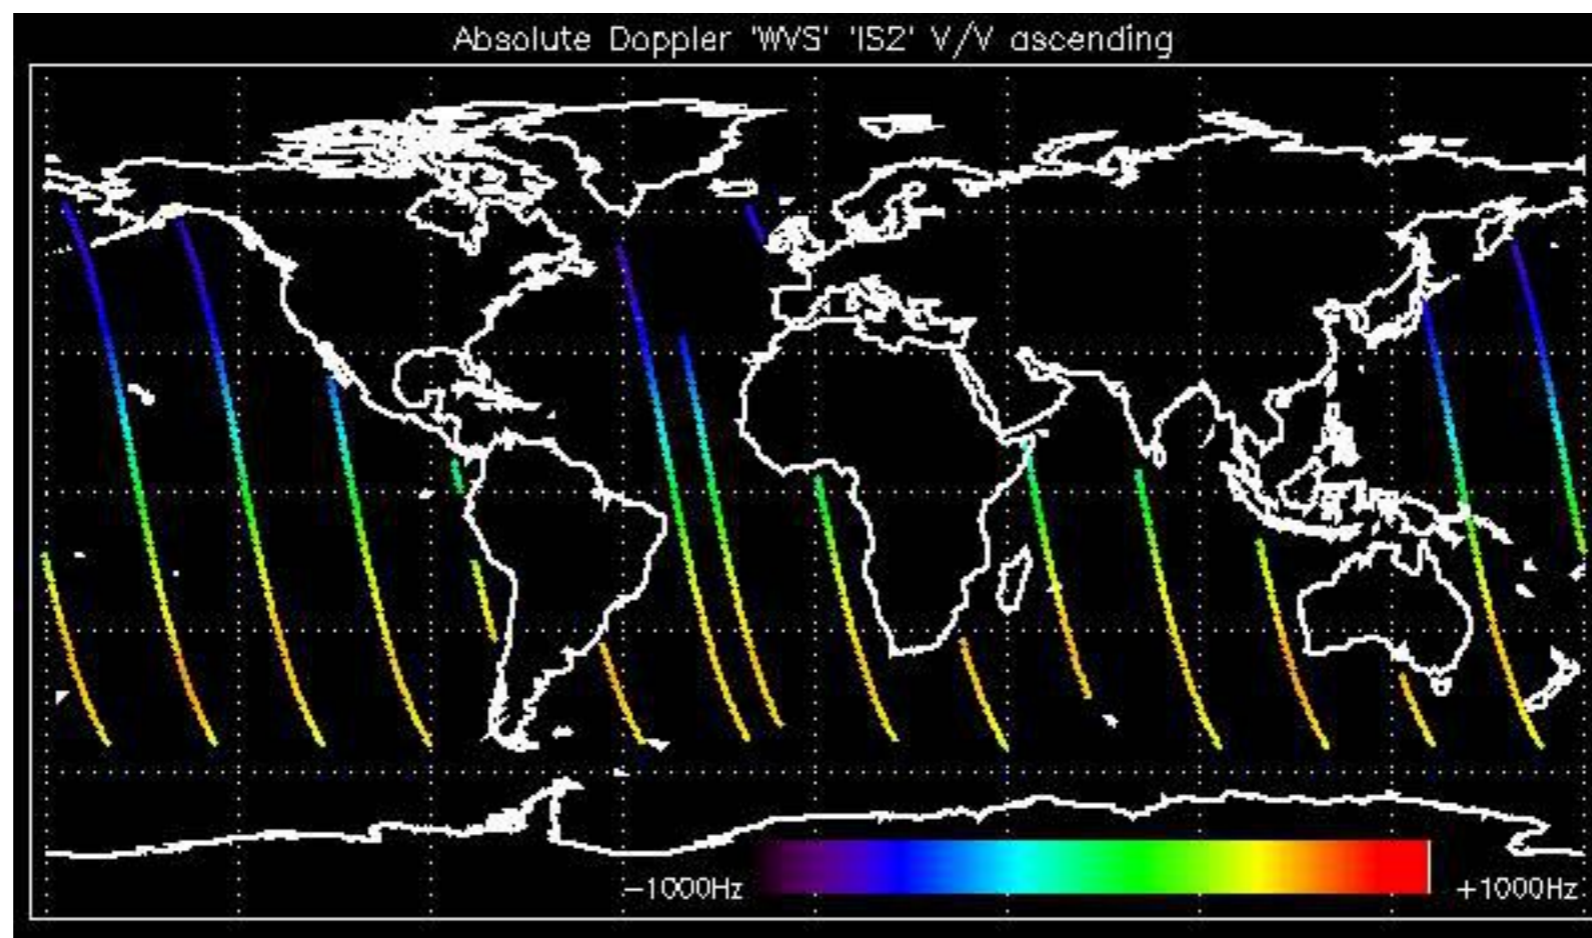 Absolute Doppler 'WVS' 'IS2' V/V ascending
-1000Hz +1000Hz